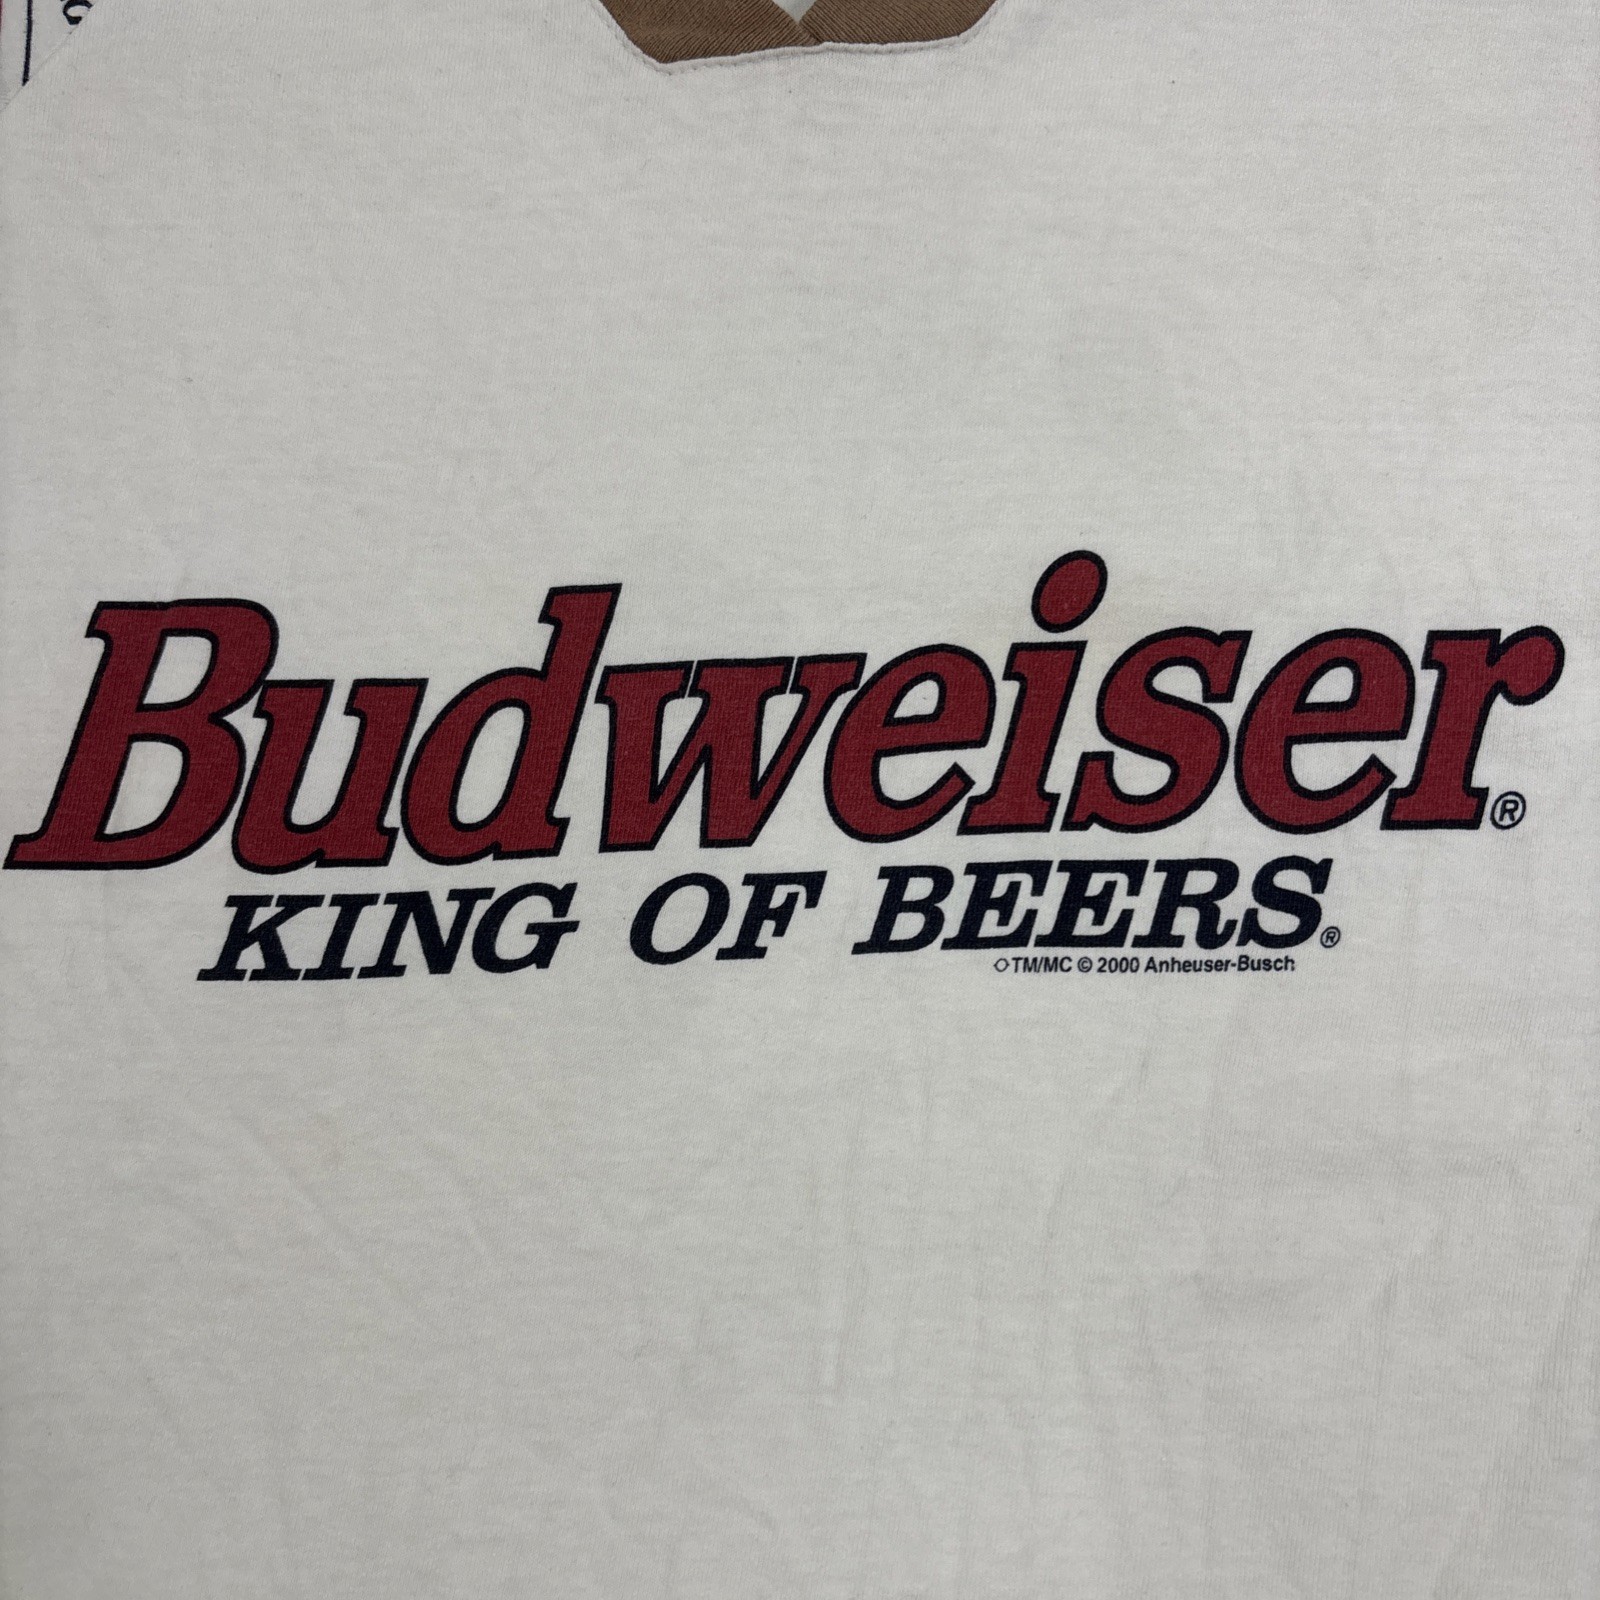 Budweiser®
KING OF BEERS®
TM/MC © 2000 Anheuser-Busch